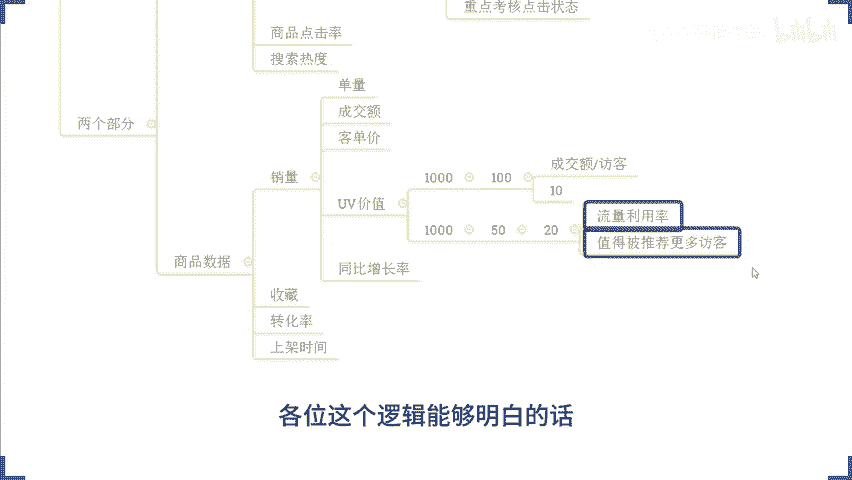 重点考核点击状态
商品点击率
搜索热度
单量
两个部分
成交额
客单价
成交额/访客
销量
1000 100
10
UV价值
流量利用率
1000 50 20
值得被推荐更多访客
商品数据
同比增长率
收藏
转化率
上架时间
各位这个逻辑能够明白的话
bilibili